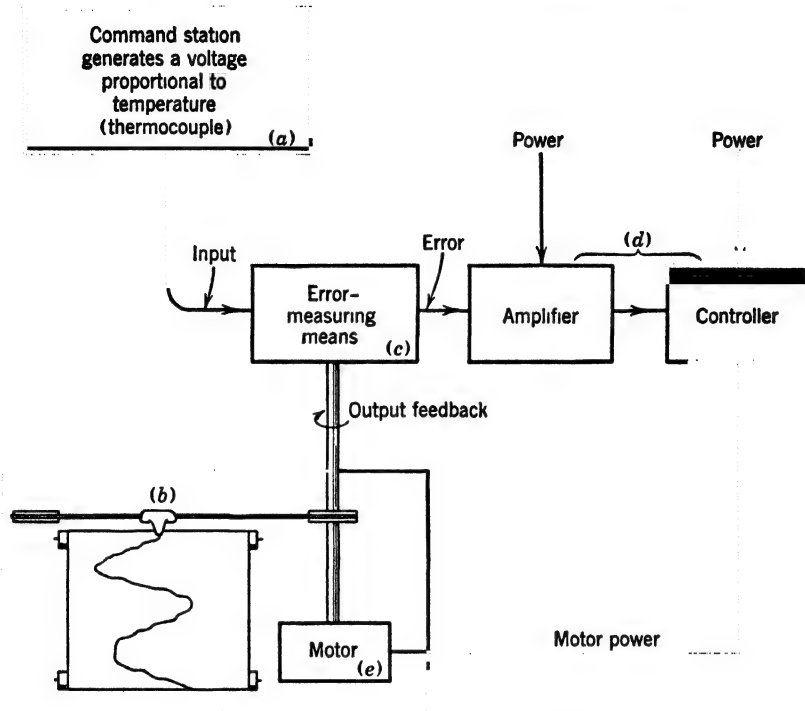 Command station
generates a voltage
proportional to
temperature
(thermocouple)
(a)
Power
Power
(d)
Input
Error
Error-
measuring
means
(c)
Amplifier
Controller
Output feedback
(b)
Motor
(e)
Motor power